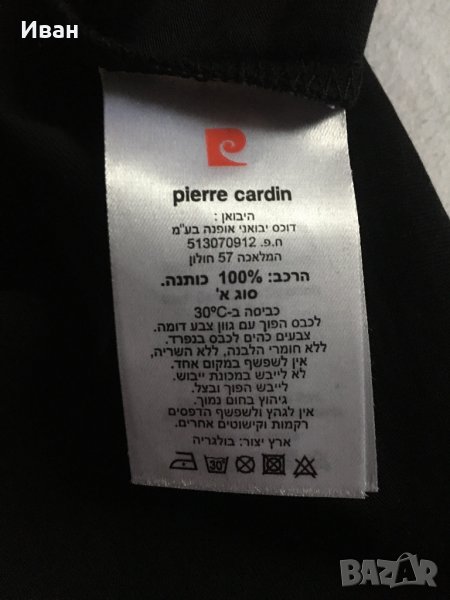 Иван
pierre cardin
היבואן:
דוכס יבואני אופנה בע"מ
ח.פ. 513070912
המלאכה 57 חולון
הרכב: 100% כותנה.
סוג א'
כביסה ב-30ºC
לכבס הפוך עם גוון צבע דומה.
צבעים כהים לכבס בנפרד.
ללא חומרי הלבנה, ללא השריה,
אין לשפשף במקום אחד.
לא לייבש במכונת ייבוש.
לייבש הפוך ובצל.
גיהוץ בחום נמוך.
אין לגהץ ולשפשף הדפסים
רקמות וקישוטים אחרים.
ארץ יצור: בולגריה
30°
BAZAR